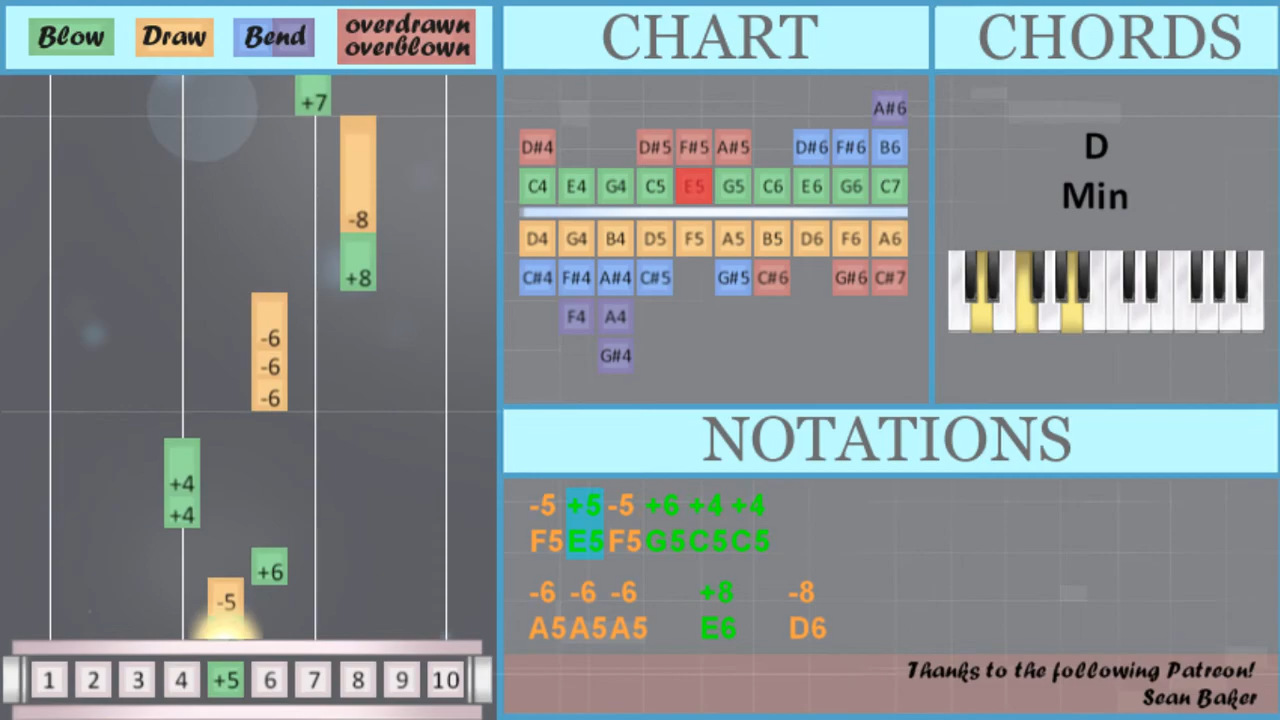 Blow Draw Bend overdrawn
overblown
CHART
CHORDS
+7
-8
+8
-6
-6
-6
+4
+4
+6
-5
1 2 3 4 +5 6 7 8 9 10
A#6
D#4 D#5 F#5 A#5 D#6 F#6 B6
C4 E4 G4 C5 E5 G5 C6 E6 G6 C7
D4 G4 B4 D5 F5 A5 B5 D6 F6 A6
C#4 F#4 A#4 C#5 G#5 C#6 G#6 C#7
F4 A4
G#4
D
Min
NOTATIONS
-5 +5 -5 +6 +4 +4
F5 E5 F5 G5 C5 C5
-6 -6 -6 +8 -8
A5 A5 A5 E6 D6
Thanks to the following Patreon!
Sean Baker